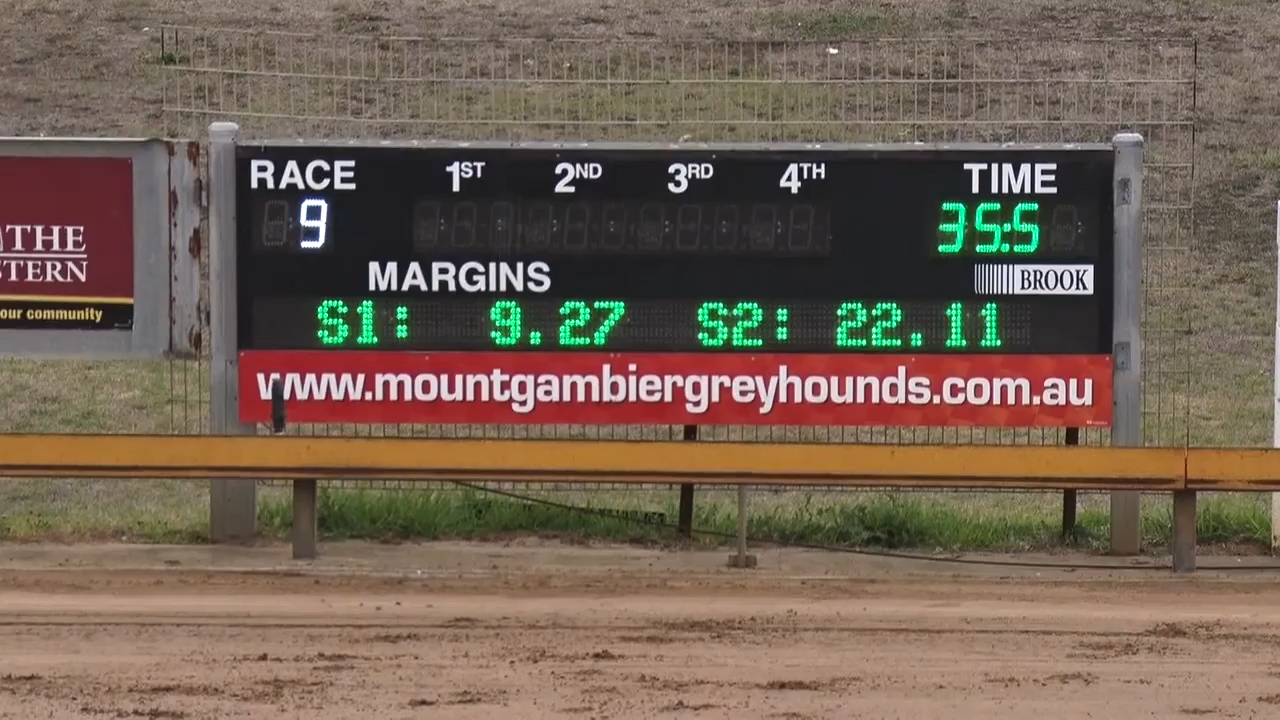 RACE 1ST 2ND 3RD 4TH TIME
9 35:5
MARGINS BROOK
S1: 9.27 S2: 22.11
www.mountgambiergreyhounds.com.au
THE
STERN
our community